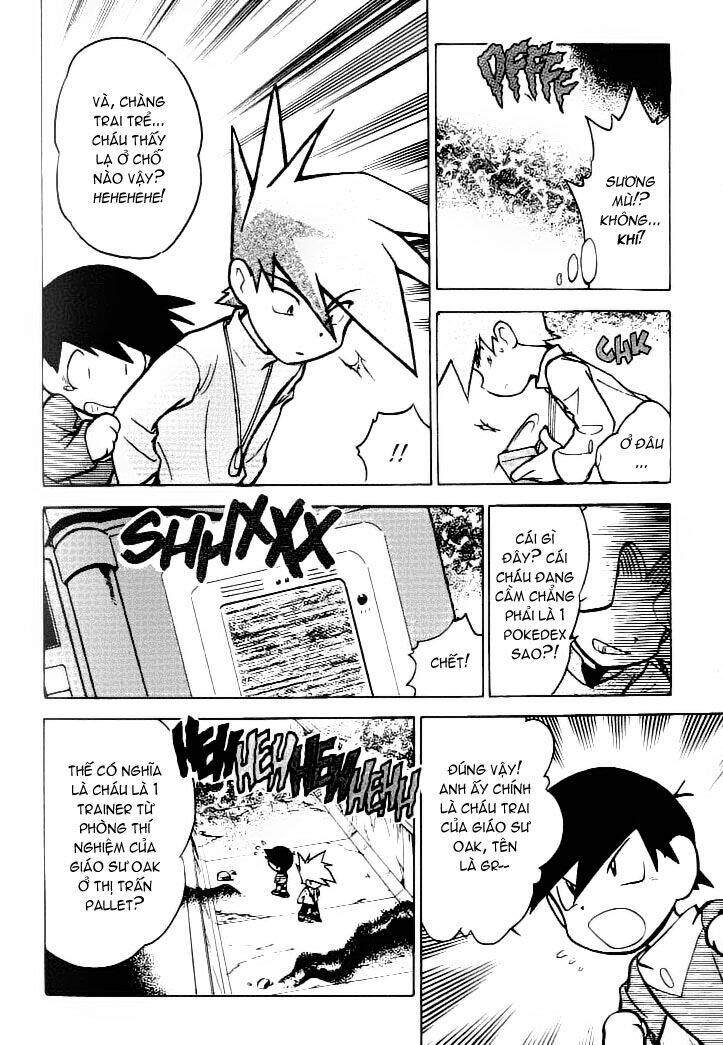 VÀ, CHÀNG
TRAI TRẺ...
CHÁU THẤY
LẠ Ở CHỖ
NÀO VẬY?
HEHEHEHE!
!!
OFFFE
SƯƠNG
MÙ!?
KHÔNG...
KHÍ!
CHK
Ở ĐÂU
...
SHHXXX
CHẾT!
CÁI GÌ
ĐÂY? CÁI
CHÁU ĐANG
CẦM CHẲNG
PHẢI LÀ 1
POKEDEX
SAO?!
HEHHEHHEHHEHHEHH
THẾ CÓ NGHĨA
LÀ CHÁU LÀ 1
TRAINER TỪ
PHÒNG THÍ
NGHIỆM CỦA
GIÁO SƯ OAK
Ở THỊ TRẤN
PALLET?
ĐÚNG VẬY!
ANH ẤY CHÍNH
LÀ CHÁU TRAI
CỦA GIÁO SƯ
OAK, TÊN
LÀ GR~~